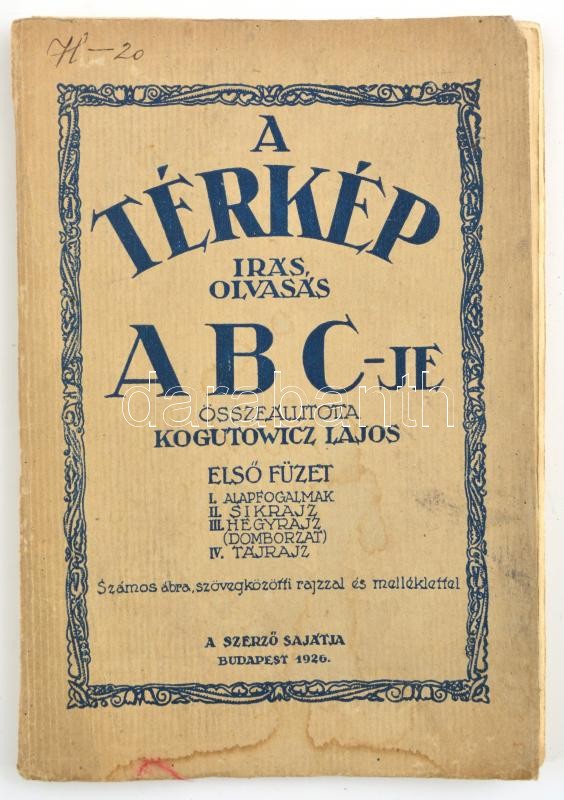 H-20
A
TÉRKÉP
IRÁS,
OLVASÁS
ABC-JE
darabanth
ÖSSZEÁLLITOTTA
KOGUTOWICZ LAJOS
ELSŐ FÜZET
I. ALAPFOGALMAK
II. SIKRAJZ
III. HEGYRAJZ
(DOMBORZAT)
IV. TÁJRAJZ
Számos ábra, szövegközötti rajzzal és melléklettel
A SZERZŐ SAJÁTJA
BUDAPEST 1926.